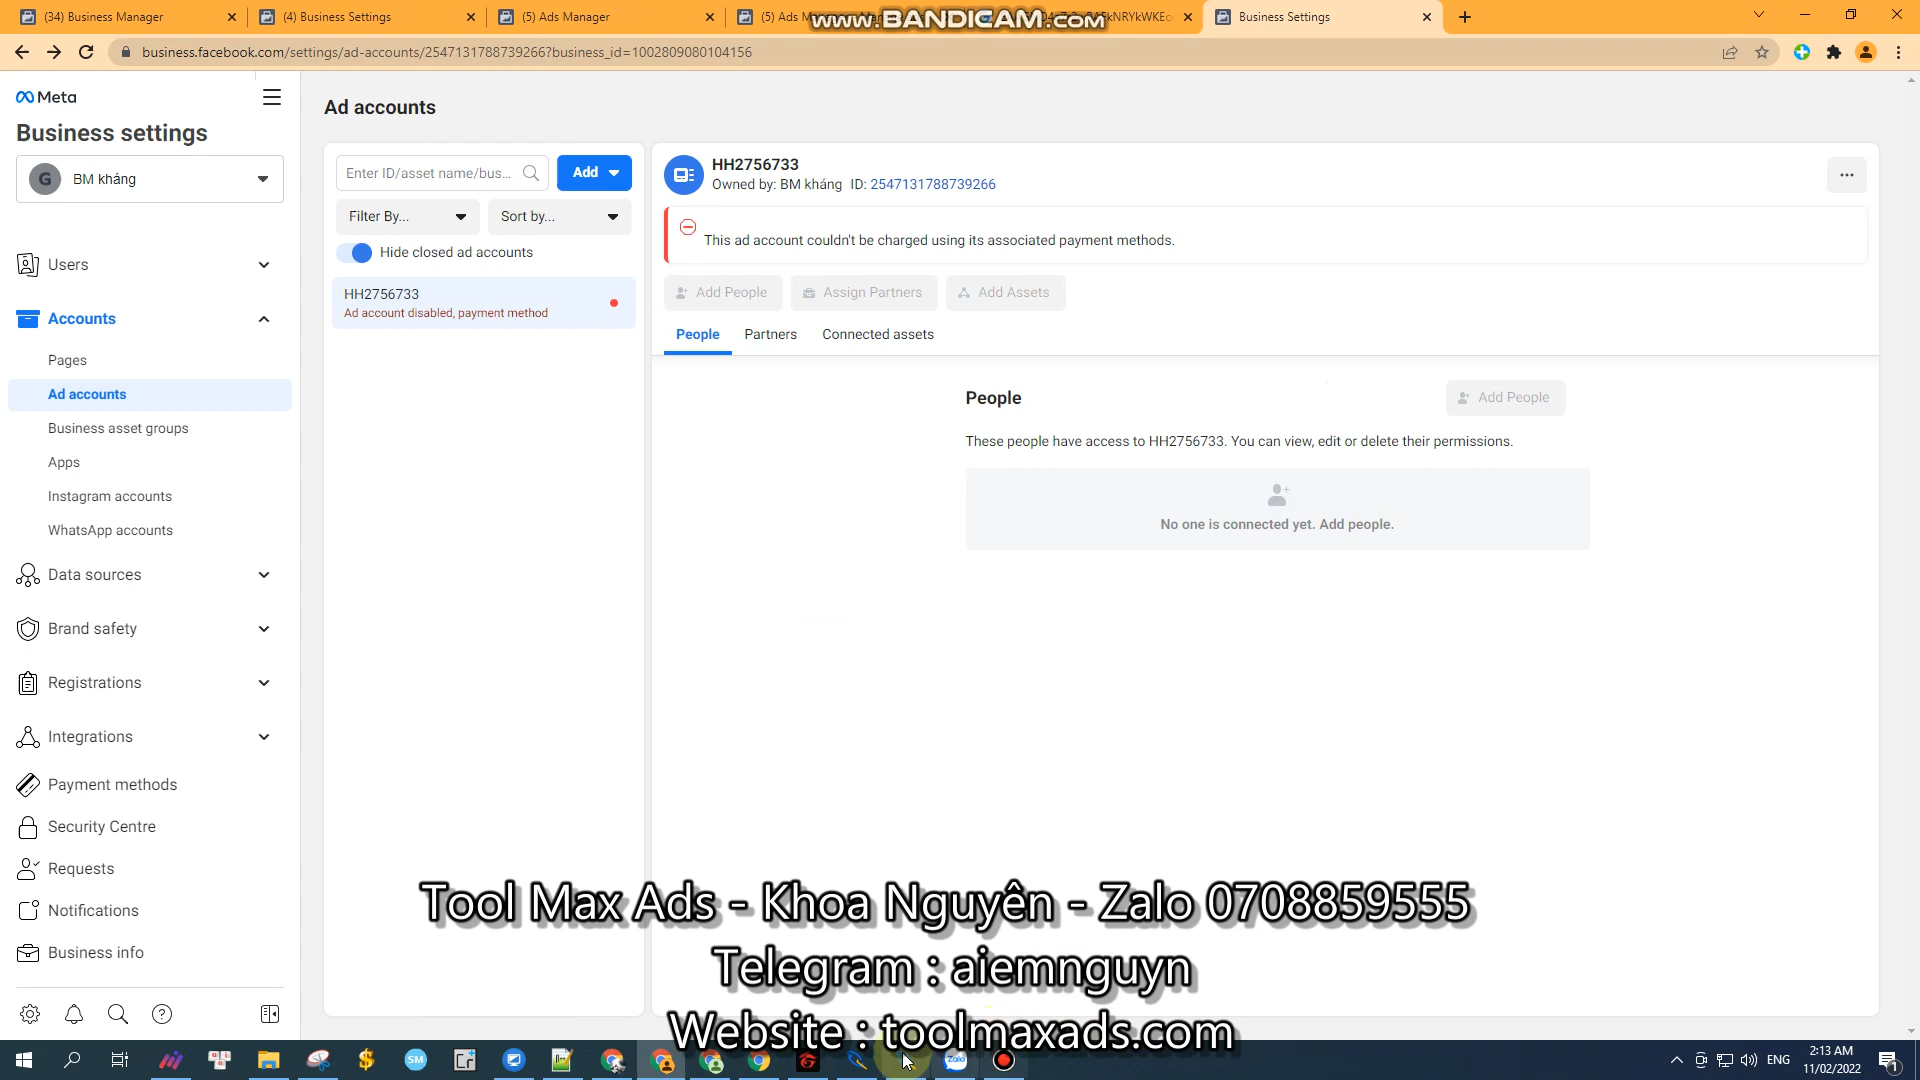 (34) Business Manager
(4) Business Settings
(5) Ads Manager
(5) Ads
www.BANDICAM.com
Business Settings
business.facebook.com/settings/ad-accounts/2547131788739266?business_id=1002809080104156
Meta
Business settings
G BM kháng
Users
Accounts
Pages
Ad accounts
Business asset groups
Apps
Instagram accounts
WhatsApp accounts
Data sources
Brand safety
Registrations
Integrations
Payment methods
Security Centre
Requests
Notifications
Business info
Ad accounts
Enter ID/asset name/bus...
Add
Filter By...
Sort by...
Hide closed ad accounts
HH2756733
Ad account disabled, payment method
HH2756733
Owned by: BM kháng ID: 2547131788739266
This ad account couldn't be charged using its associated payment methods.
Add People
Assign Partners
Add Assets
People
Partners
Connected assets
People
Add People
These people have access to HH2756733. You can view, edit or delete their permissions.
No one is connected yet. Add people.
Tool Max Ads - Khoa Nguyên - Zalo 0708859555
Telegram : aiemnguyn
Website : toolmaxads.com
SM
Zalo
ENG
2:13 AM
11/02/2022
1